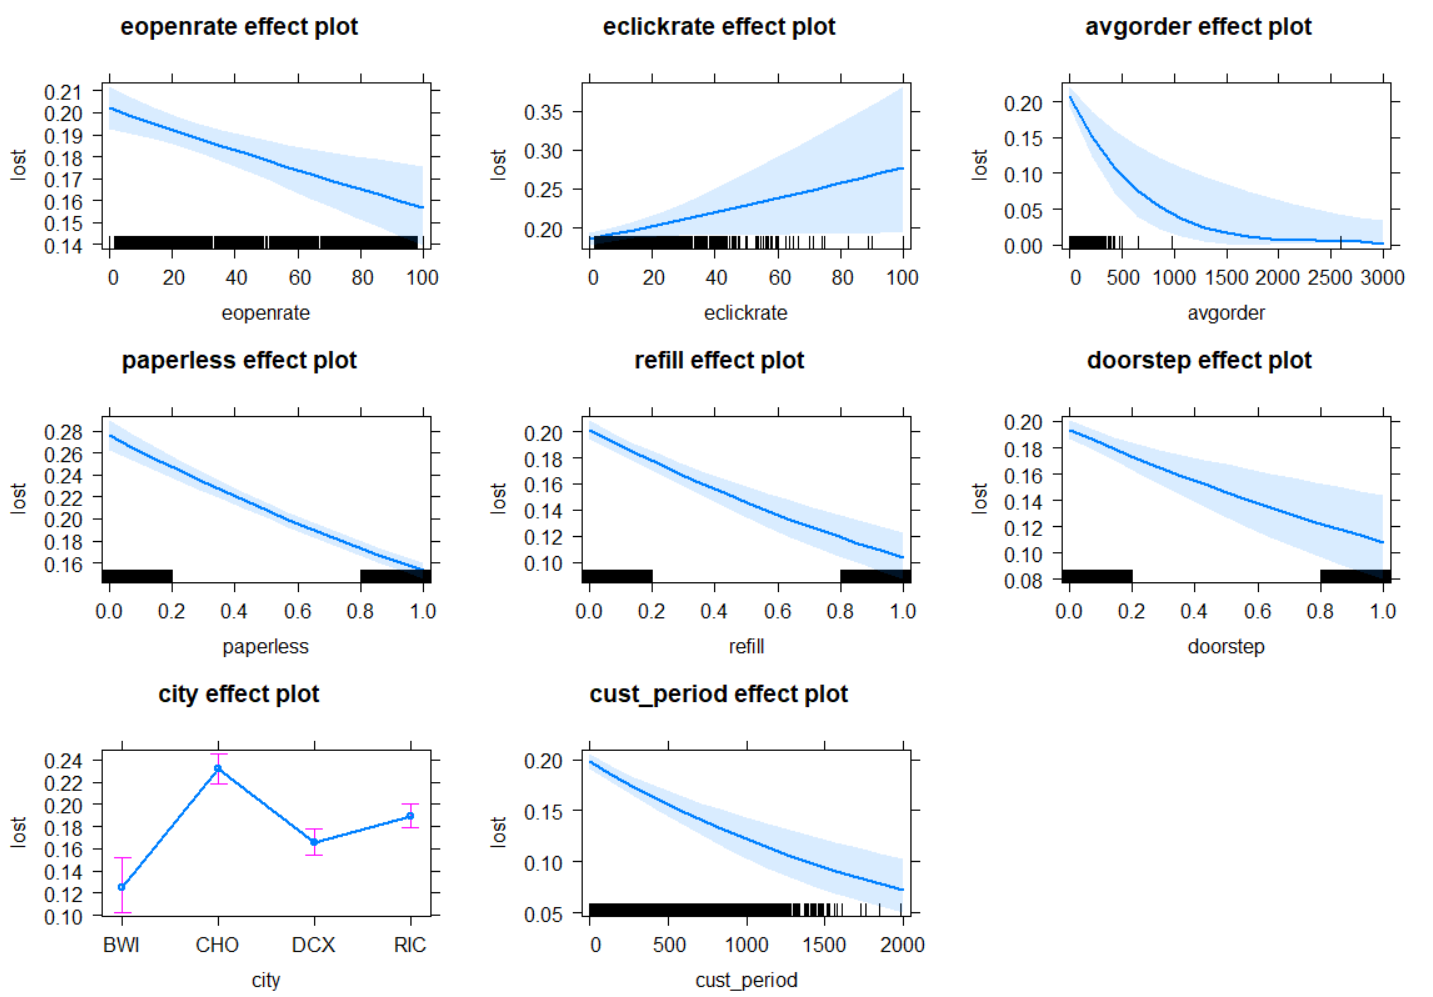 eopenrate effect plot
lost
0.21
0.20
0.19
0.18
0.17
0.16
0.15
0.14
0 20 40 60 80 100
eopenrate
eclickrate effect plot
lost
0.35
0.30
0.25
0.20
0 20 40 60 80 100
eclickrate
avgorder effect plot
lost
0.20
0.15
0.10
0.05
0.00
0 500 1000 1500 2000 2500 3000
avgorder
paperless effect plot
lost
0.28
0.26
0.24
0.22
0.20
0.18
0.16
0.0 0.2 0.4 0.6 0.8 1.0
paperless
refill effect plot
lost
0.20
0.18
0.16
0.14
0.12
0.10
0.0 0.2 0.4 0.6 0.8 1.0
refill
doorstep effect plot
lost
0.20
0.18
0.16
0.14
0.12
0.10
0.08
0.0 0.2 0.4 0.6 0.8 1.0
doorstep
city effect plot
lost
0.24
0.22
0.20
0.18
0.16
0.14
0.12
0.10
BWI CHO DCX RIC
city
cust_period effect plot
lost
0.20
0.15
0.10
0.05
0 500 1000 1500 2000
cust_period